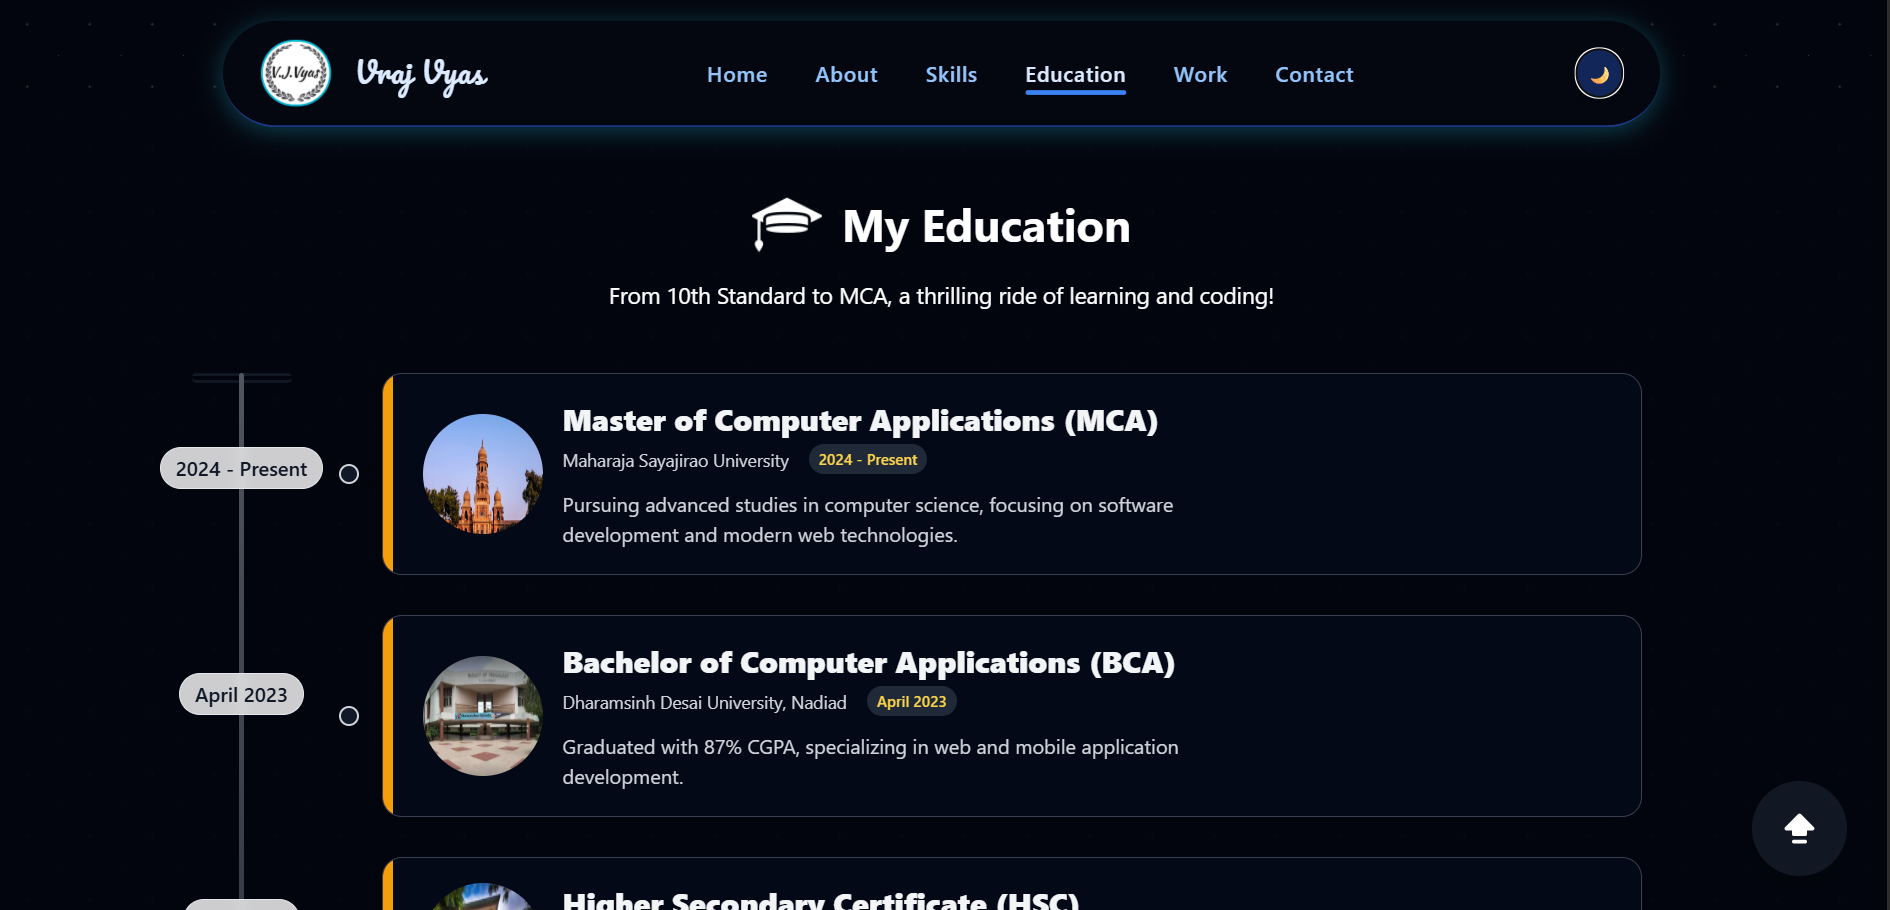 V.J.Vyas
Vraj Vyas
Home
About
Skills
Education
Work
Contact
My Education
From 10th Standard to MCA, a thrilling ride of learning and coding!
2024 - Present
Master of Computer Applications (MCA)
Maharaja Sayajirao University
2024 - Present
Pursuing advanced studies in computer science, focusing on software
development and modern web technologies.
April 2023
Bachelor of Computer Applications (BCA)
Dharamsinh Desai University, Nadiad
April 2023
Graduated with 87% CGPA, specializing in web and mobile application
development.
Higher Secondary Certificate (HSC)